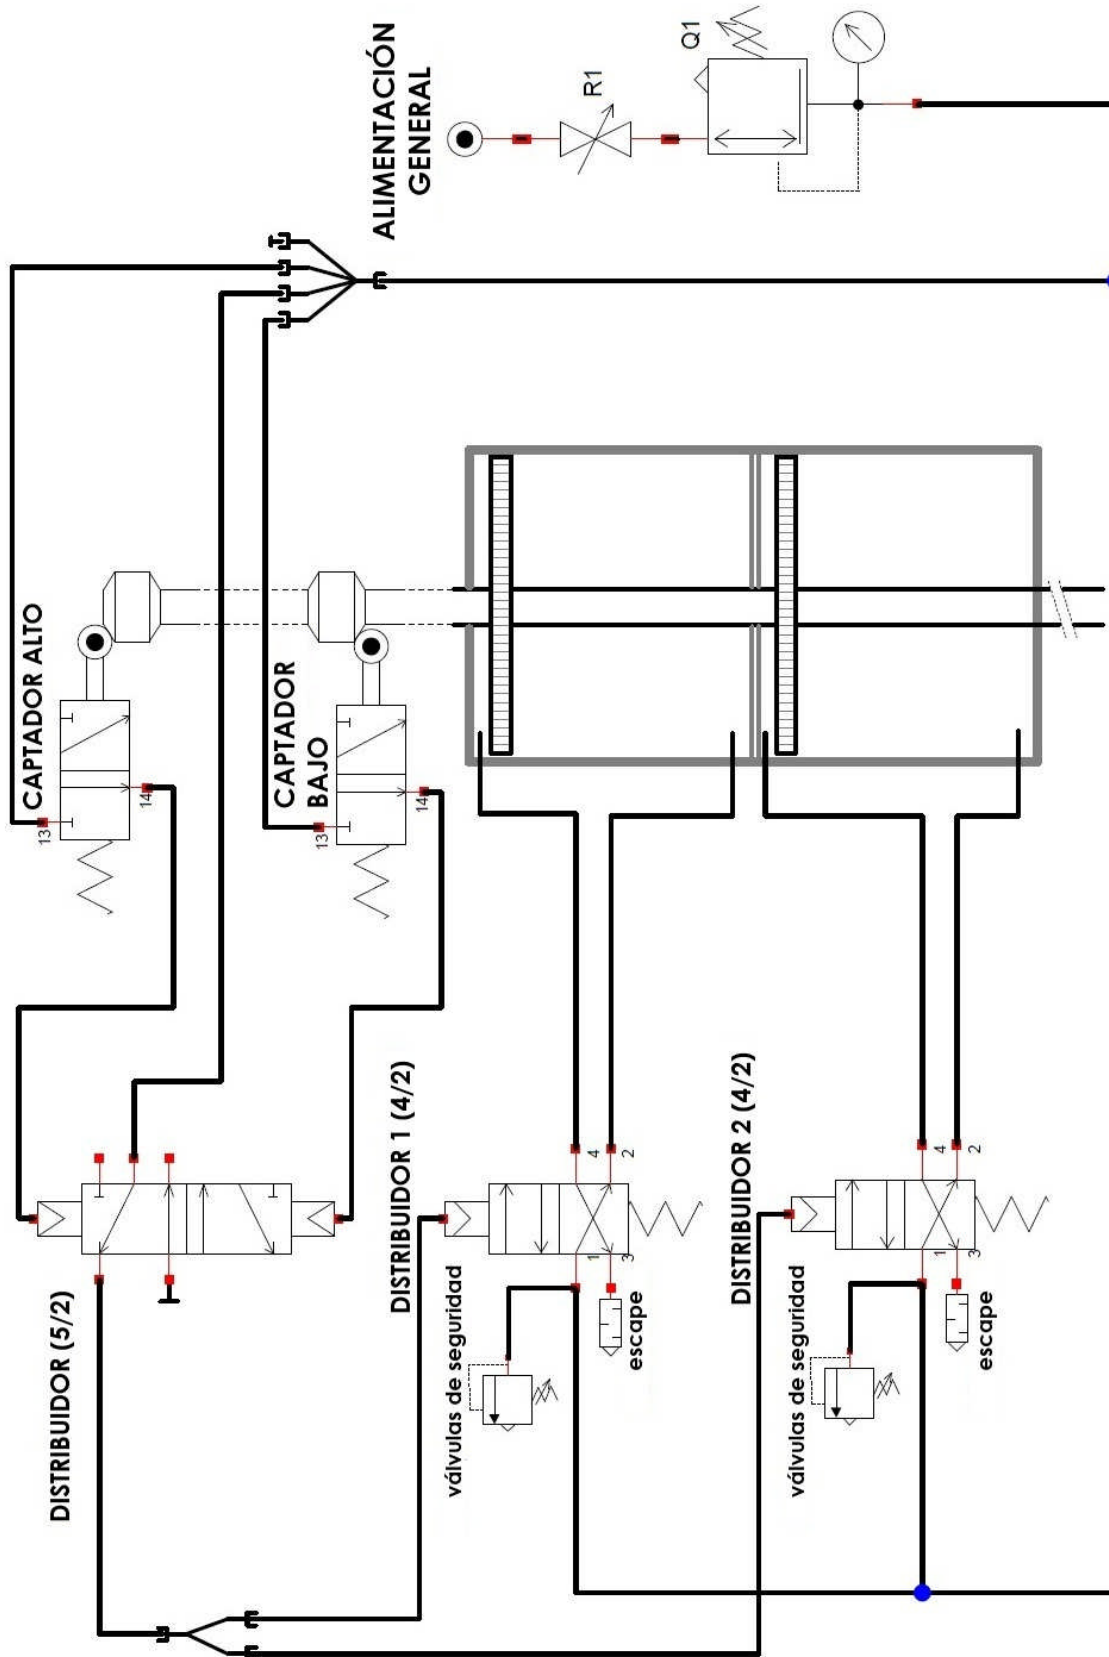 ALIMENTACIÓN
GENERAL
R1
Q1
CAPTADOR ALTO
13
14
CAPTADOR
BAJO
13
14
DISTRIBUIDOR (5/2)
DISTRIBUIDOR 1 (4/2)
4
2
1
3
válvulas de seguridad
escape
DISTRIBUIDOR 2 (4/2)
4
2
1
3
válvulas de seguridad
escape